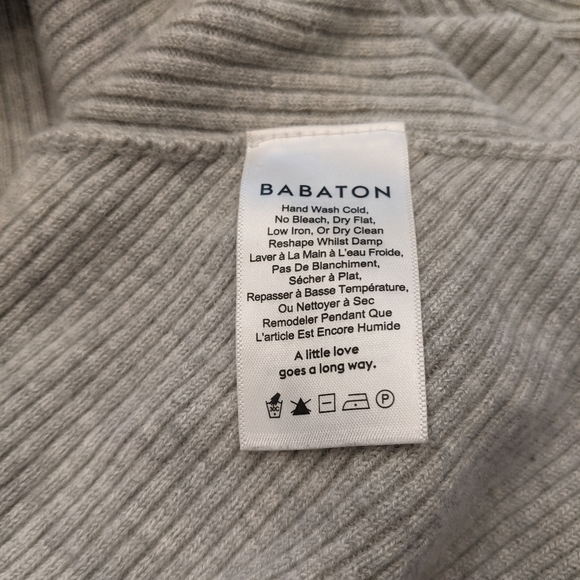 BABATON
Hand Wash Cold,
No Bleach, Dry Flat,
Low Iron, Or Dry Clean
Reshape Whilst Damp
Laver à La Main à L'eau Froide,
Pas De Blanchiment,
Sécher à Plat,
Repasser à Basse Température,
Ou Nettoyer à Sec
Remodeler Pendant Que
L'article Est Encore Humide
A little love
goes a long way.
30C P